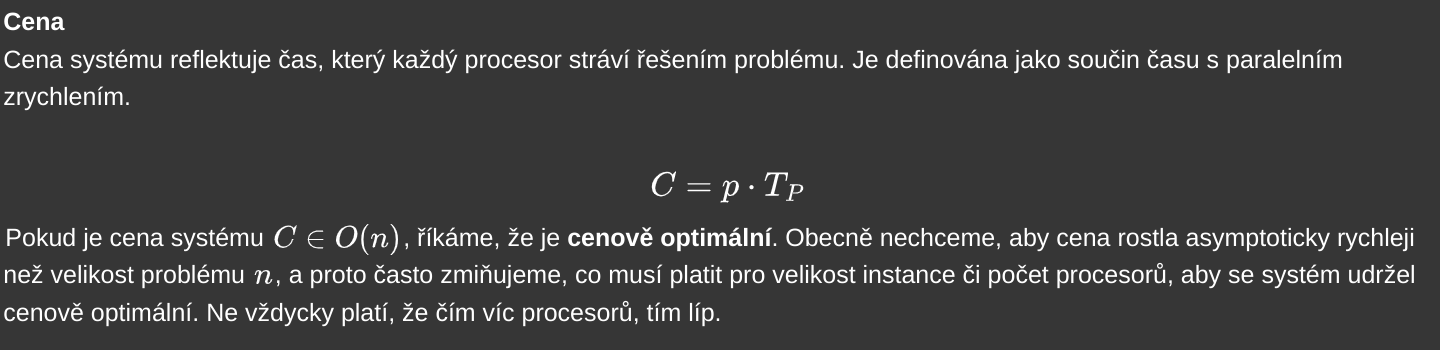 Cena
Cena systému reflektuje čas, který každý procesor stráví řešením problému. Je definována jako součin času s paralelním
zrychlením.
C = p · T_P
Pokud je cena systému C ∈ O(n), říkáme, že je cenově optimální. Obecně nechceme, aby cena rostla asymptoticky rychleji
než velikost problému n, a proto často zmiňujeme, co musí platit pro velikost instance či počet procesorů, aby se systém udržel
cenově optimální. Ne vždycky platí, že čím víc procesorů, tím líp.